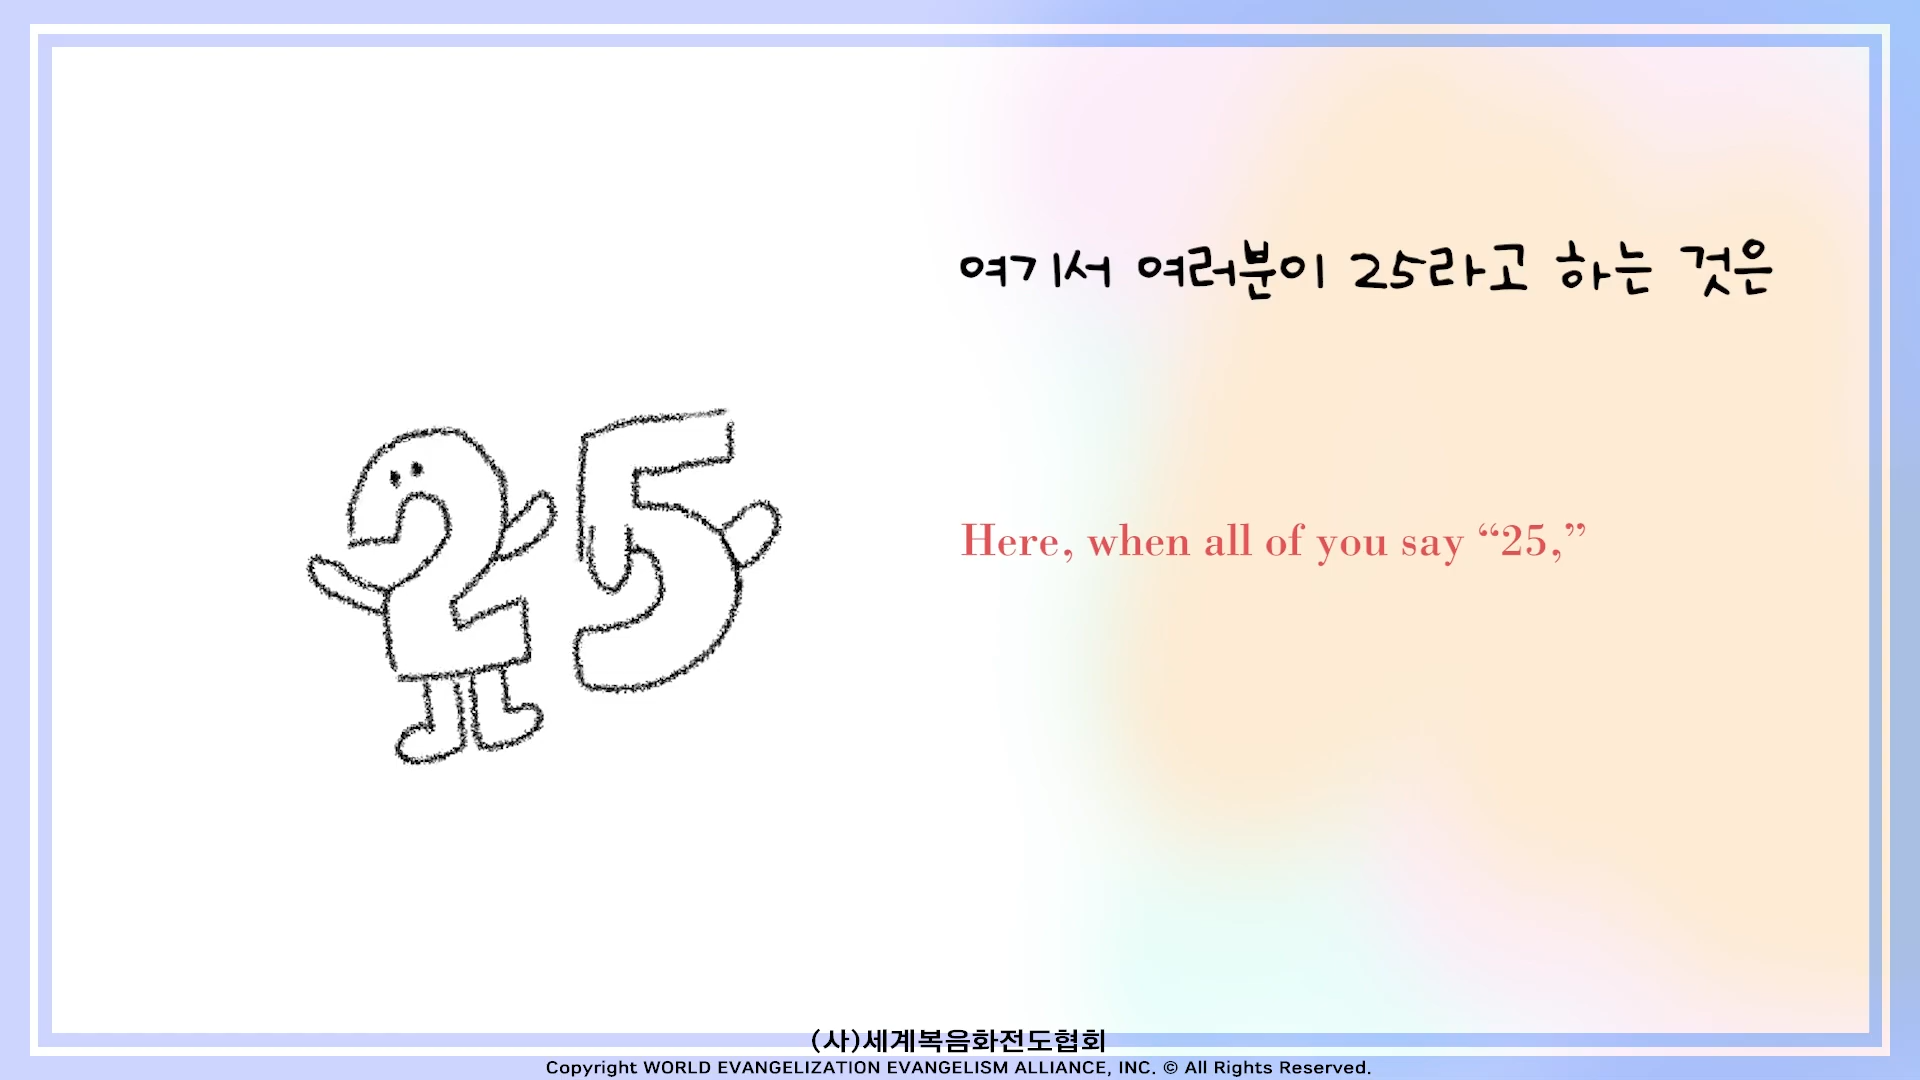 25
여기서 여러분이 25라고 하는 것은
Here, when all of you say “25,”
(사)세계복음화전도협회
Copyright WORLD EVANGELIZATION EVANGELISM ALLIANCE, INC. © All Rights Reserved.